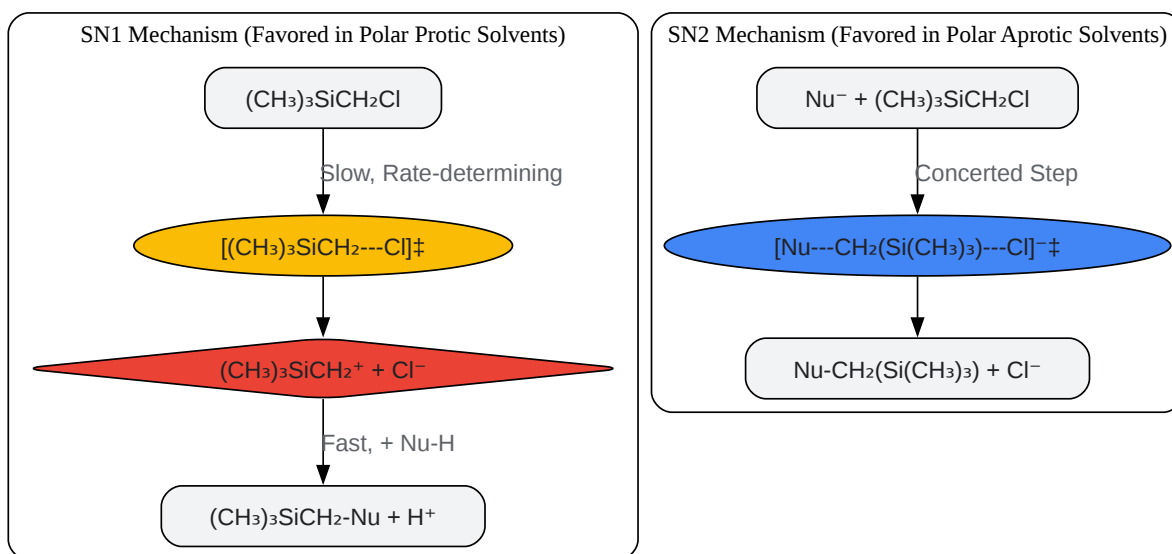 SN1 Mechanism (Favored in Polar Protic Solvents)
(CH₃)₃SiCH₂Cl
Slow, Rate-determining
[(CH₃)₃SiCH₂---Cl]‡
(CH₃)₃SiCH₂⁺ + Cl⁻
Fast, + Nu-H
(CH₃)₃SiCH₂-Nu + H⁺
SN2 Mechanism (Favored in Polar Aprotic Solvents)
Nu⁻ + (CH₃)₃SiCH₂Cl
Concerted Step
[Nu---CH₂(Si(CH₃)₃)---Cl]⁻‡
Nu-CH₂(Si(CH₃)₃) + Cl⁻